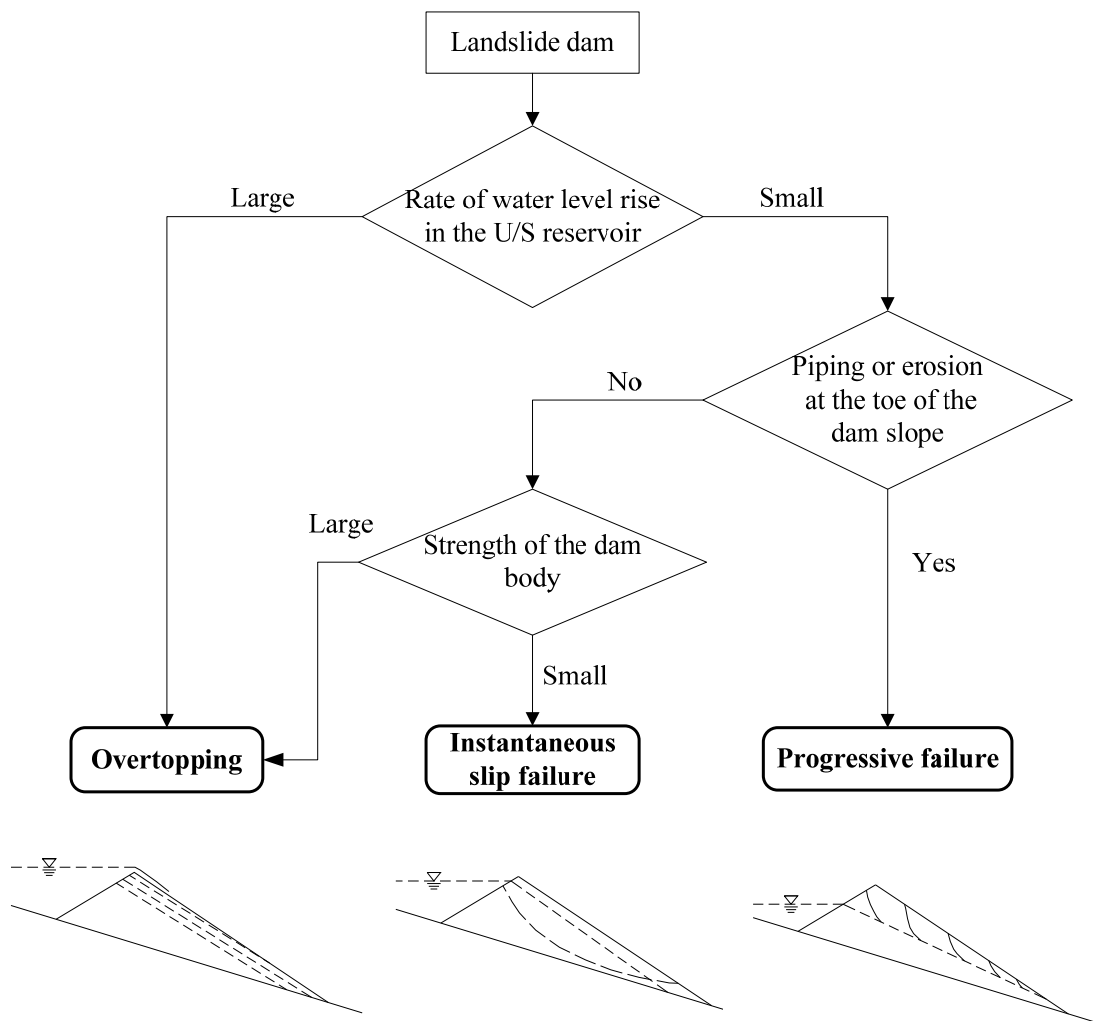 Landslide dam
Large
Rate of water level rise
in the U/S reservoir
Small
Piping or erosion
at the toe of the
dam slope
No
Large
Strength of the dam
body
Yes
Small
Overtopping
Instantaneous
slip failure
Progressive failure